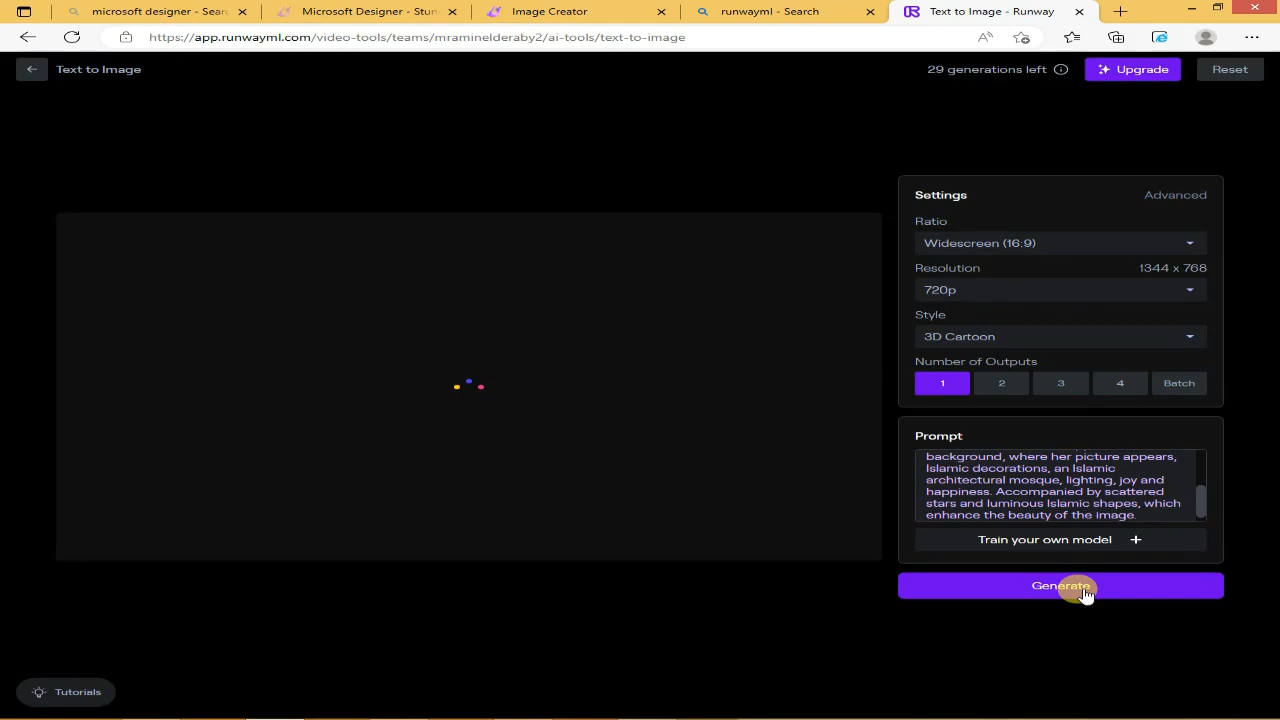 microsoft designer - Sear
Microsoft Designer - Stun
Image Creator
runwayml - Search
Text to Image - Runway
https://app.runwayml.com/video-tools/teams/mraminelderaby2/ai-tools/text-to-image
Text to Image
29 generations left
Upgrade
Reset
Settings
Advanced
Ratio
Widescreen (16:9)
Resolution
1344 x 768
720p
Style
3D Cartoon
Number of Outputs
1
2
3
4
Batch
Prompt
background, where her picture appears,
Islamic decorations, an Islamic
architectural mosque, lighting, joy and
happiness. Accompanied by scattered
stars and luminous Islamic shapes, which
enhance the beauty of the image.
Train your own model +
Generate
Tutorials